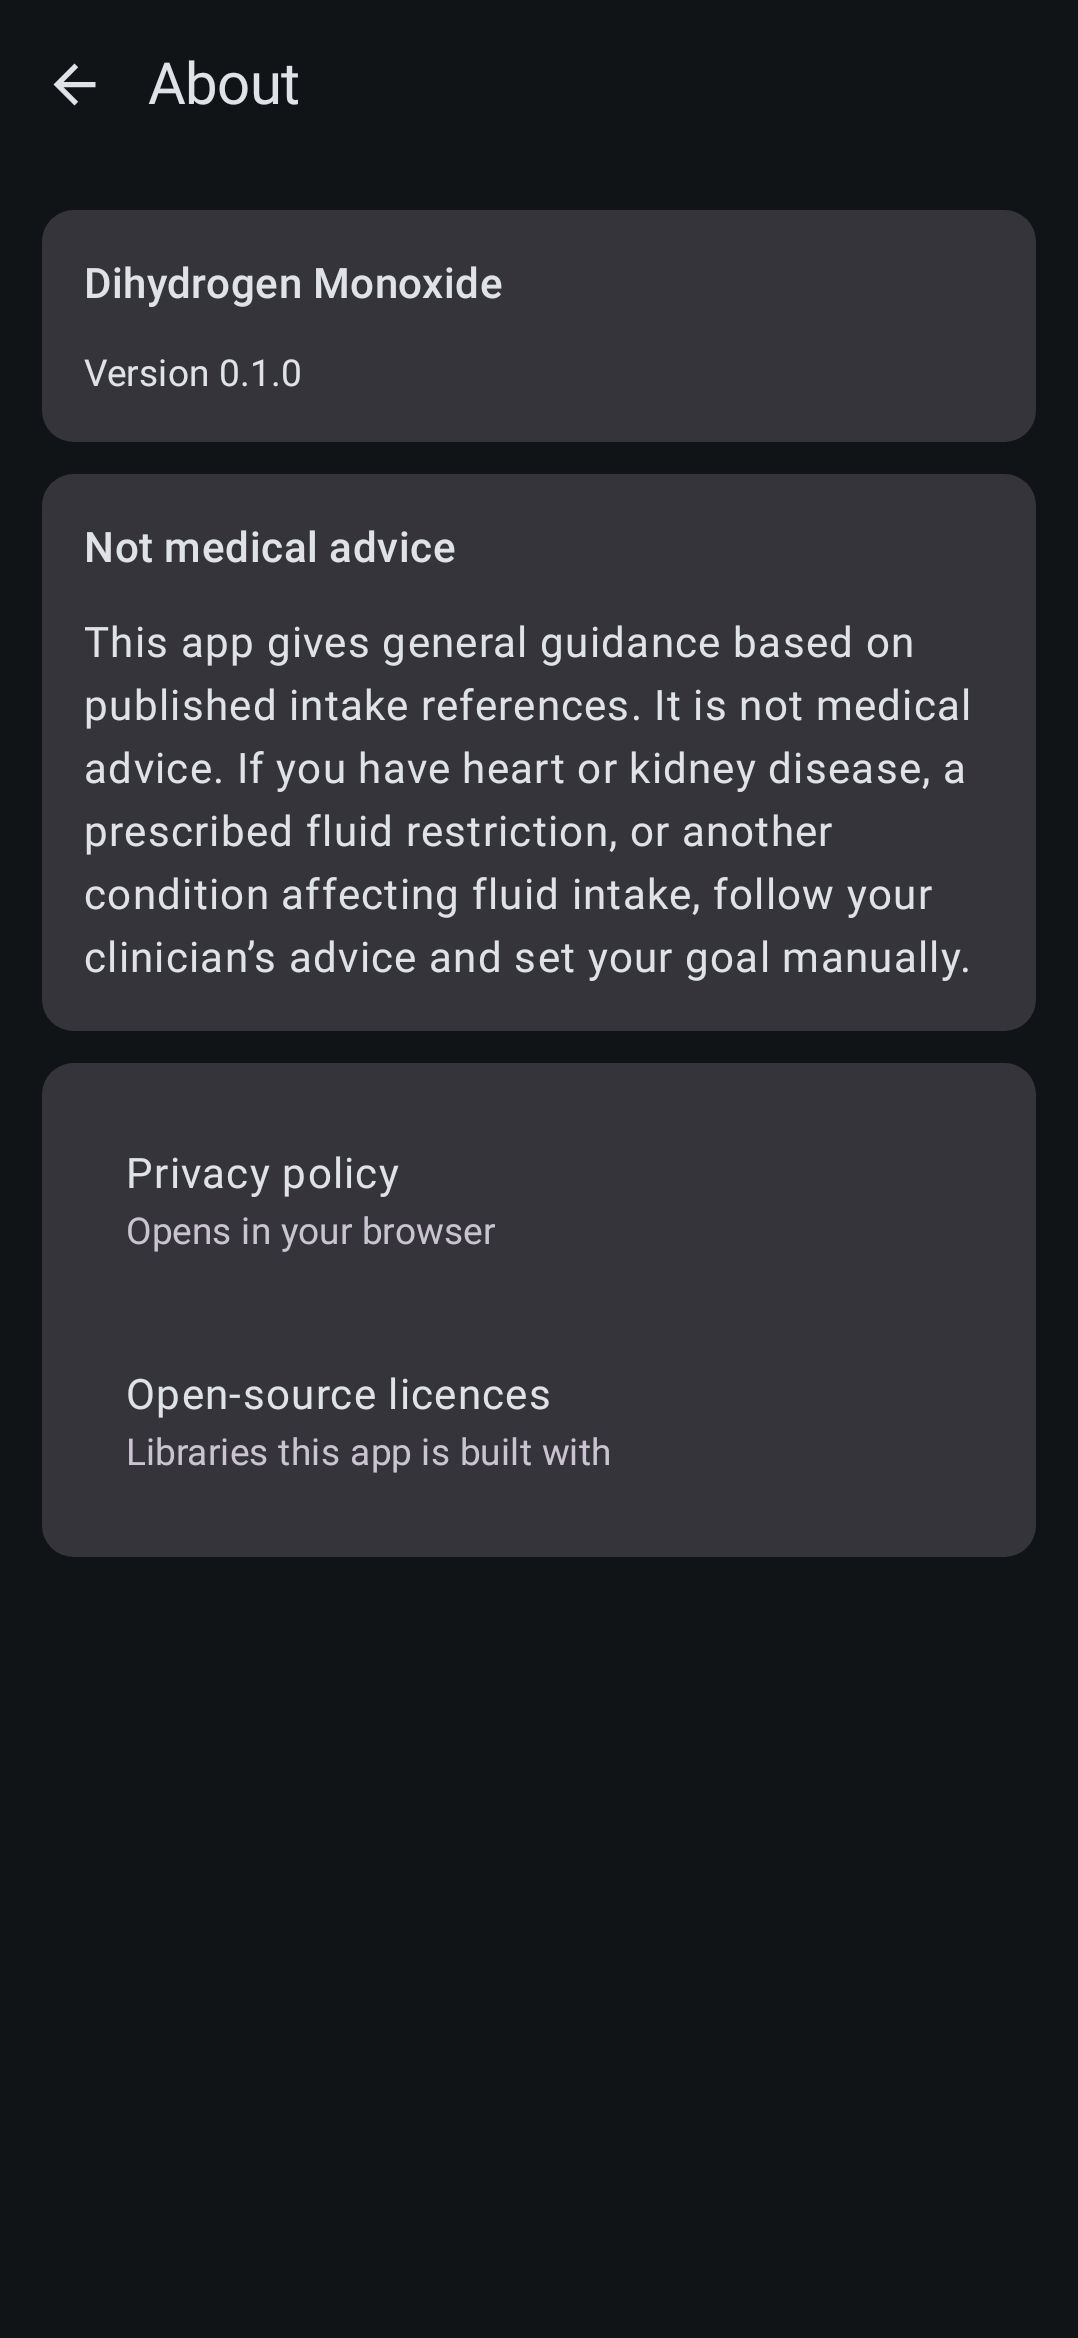 About
Dihydrogen Monoxide
Version 0.1.0
Not medical advice
This app gives general guidance based on
published intake references. It is not medical
advice. If you have heart or kidney disease, a
prescribed fluid restriction, or another
condition affecting fluid intake, follow your
clinician’s advice and set your goal manually.
Privacy policy
Opens in your browser
Open-source licences
Libraries this app is built with